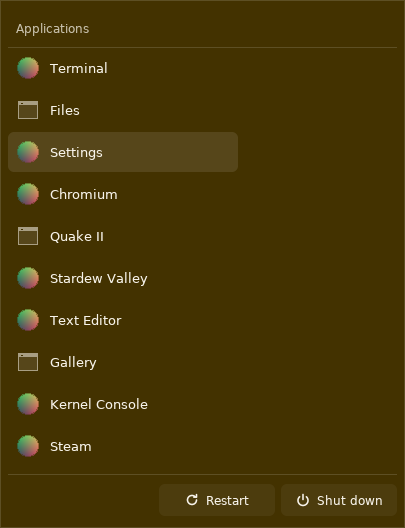 Applications
Terminal
Files
Settings
Chromium
Quake II
Stardew Valley
Text Editor
Gallery
Kernel Console
Steam
Restart
Shut down